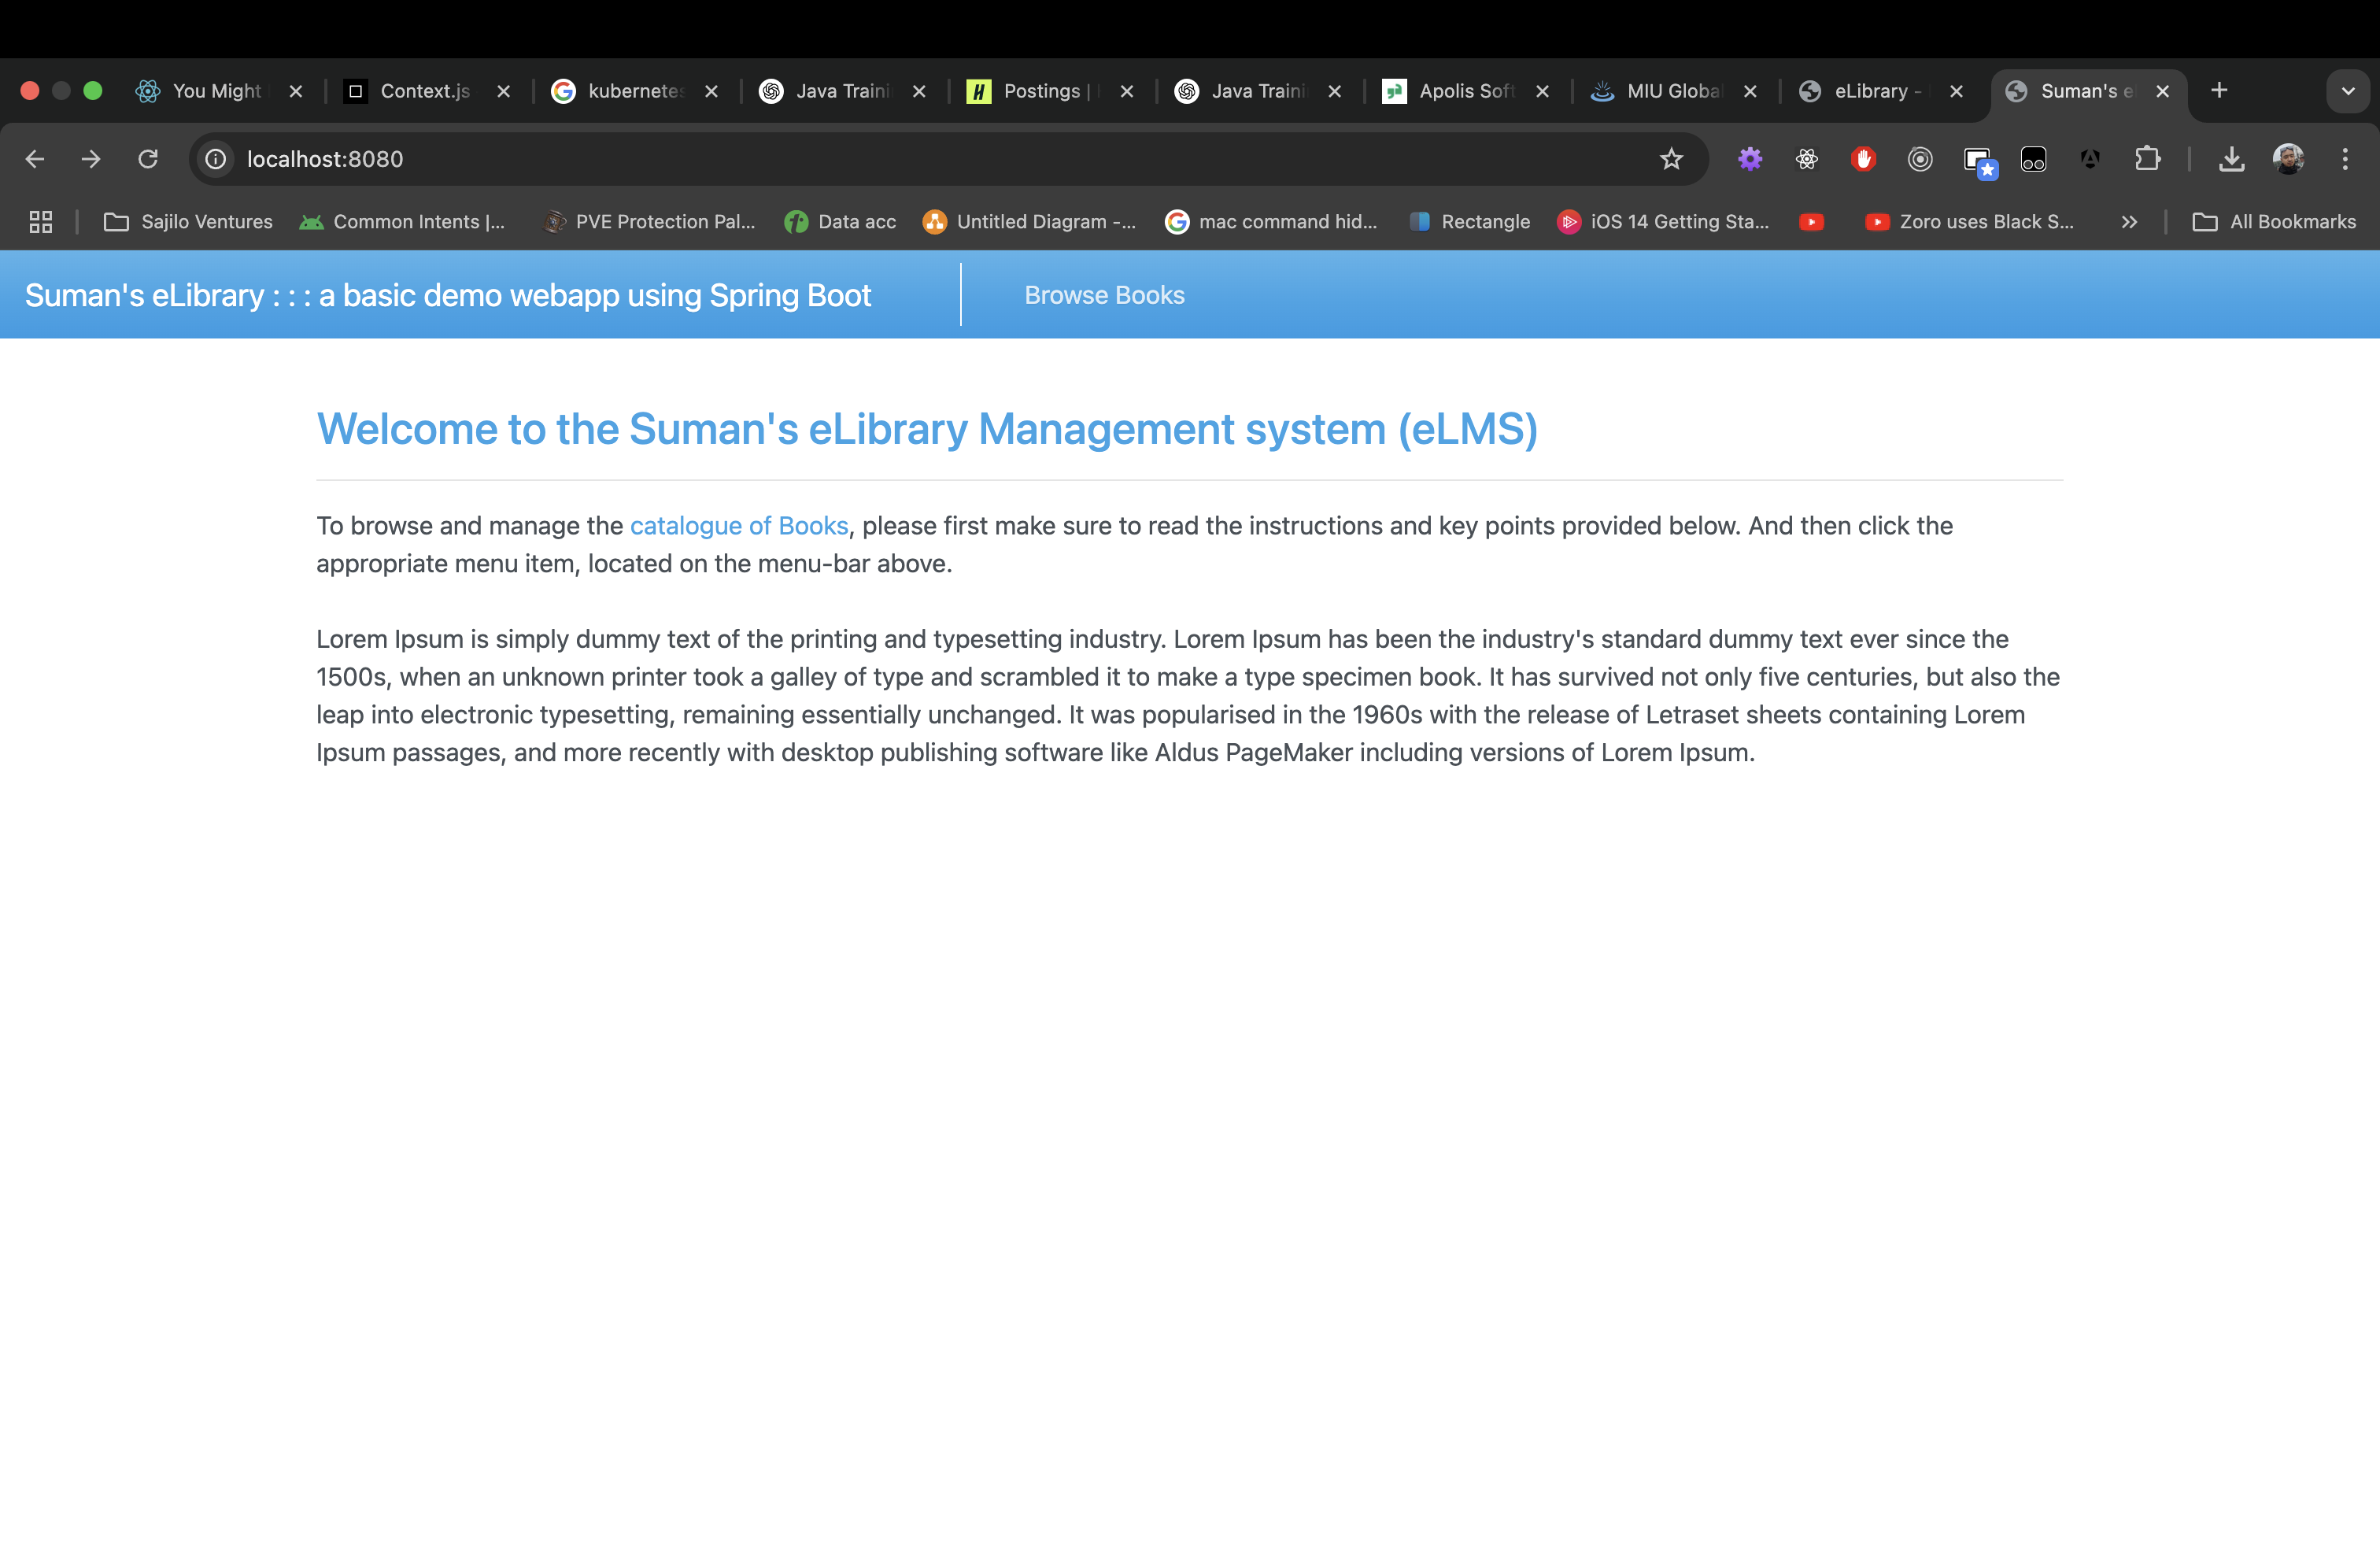 You Might
Context.js
kubernetes
Java Traini
Postings |
Java Traini
Apolis Soft
MIU Global
eLibrary -
Suman's e
localhost:8080
Sajilo Ventures
Common Intents |...
PVE Protection Pal...
Data acc
Untitled Diagram -...
mac command hid...
Rectangle
iOS 14 Getting Sta...
Zoro uses Black S...
All Bookmarks
Suman's eLibrary : : : a basic demo webapp using Spring Boot
Browse Books
Welcome to the Suman's eLibrary Management system (eLMS)
To browse and manage the catalogue of Books, please first make sure to read the instructions and key points provided below. And then click the
appropriate menu item, located on the menu-bar above.
Lorem Ipsum is simply dummy text of the printing and typesetting industry. Lorem Ipsum has been the industry's standard dummy text ever since the
1500s, when an unknown printer took a galley of type and scrambled it to make a type specimen book. It has survived not only five centuries, but also the
leap into electronic typesetting, remaining essentially unchanged. It was popularised in the 1960s with the release of Letraset sheets containing Lorem
Ipsum passages, and more recently with desktop publishing software like Aldus PageMaker including versions of Lorem Ipsum.